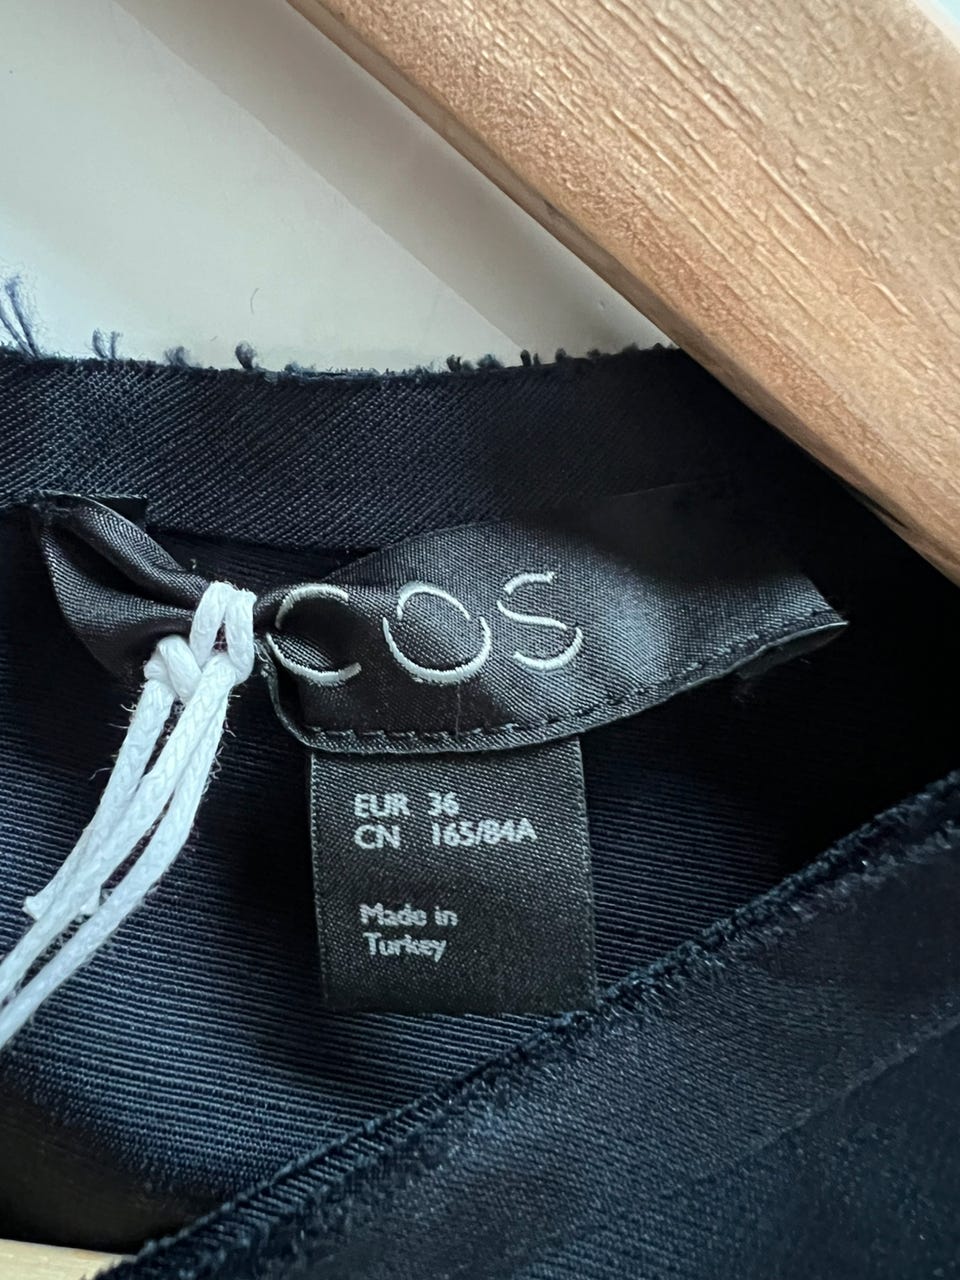 COS
EUR 36
CN 165/84A
Made in
Turkey